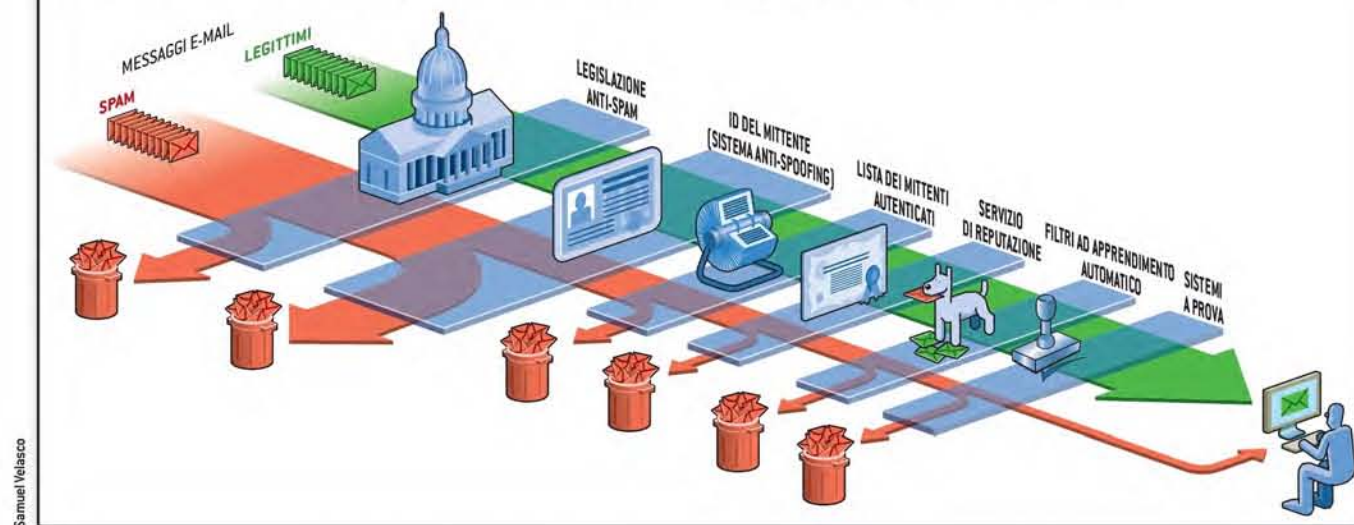 MESSAGGI E-MAIL
LEGITTIMI
SPAM
LEGISLAZIONE
ANTI-SPAM
ID DEL MITTENTE
(SISTEMA ANTI-SPOOFING)
LISTA DEI MITTENTI
AUTENTICATI
SERVIZIO
DI REPUTAZIONE
FILTRI AD APPRENDIMENTO
AUTOMATICO
SISTEMI
A PROVA
Samuel Velasco